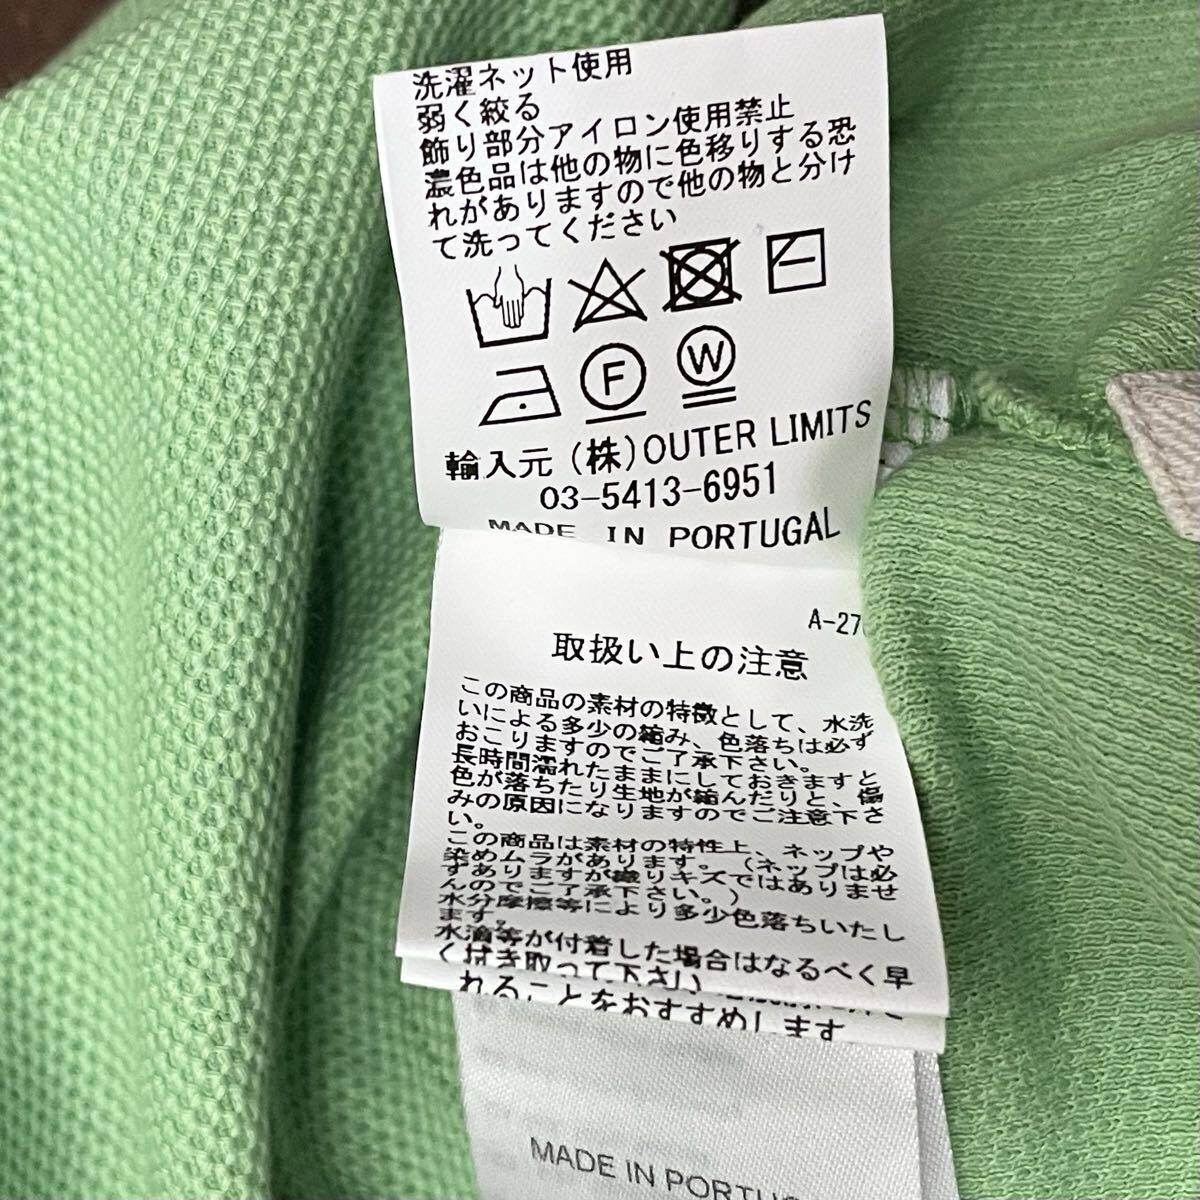 洗濯ネット使用
弱く絞る
飾り部分アイロン使用禁止
濃色品は他の物に色移りする恐
れがありますので他の物と分け
て洗ってください
F W
輸入元 (株)OUTER LIMITS
03-5413-6951
MADE IN PORTUGAL
A-27
取扱い上の注意
この商品の素材の特徴として、水洗
いによる多少の縮み、色落ちは必ず
おこりますのでご了承下さい。
長時間濡れたままにしておきますと
色が落ちたり生地が縮んだりと、傷
みの原因になりますのでご注意下さ
い。
この商品は素材の特性上、ネップや
染めムラがあります。(ネップは必
ずありますが織りキズではありませ
んのでご了承下さい。)
水分摩擦等により多少色落ちいたし
ます。
水滴等が付着した場合はなるべく早
く拭き取って下さい
れることをおすすめします
MADE IN PORTUG